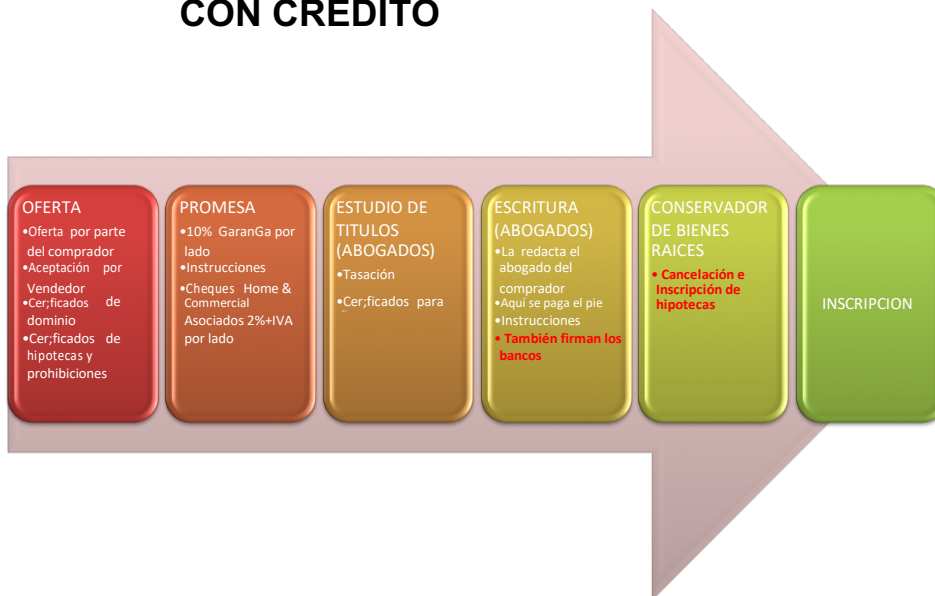 CON CREDITO
OFERTA
•Oferta por parte
del comprador
•Aceptación por
Vendedor
•Cer;ficados de
dominio
•Cer;ficados de
hipotecas y
prohibiciones
PROMESA
•10% GaranGa por
lado
•Instrucciones
•Cheques Home &
Commercial
Asociados 2%+IVA
por lado
ESTUDIO DE
TITULOS
(ABOGADOS)
•Tasación
•Cer;ficados para
ESCRITURA
(ABOGADOS)
•La redacta el
abogado del
comprador
•Aquí se paga el pie
•Instrucciones
• También firman los
bancos
CONSERVADOR
DE BIENES
RAICES
• Cancelación e
Inscripción de
hipotecas
INSCRIPCION